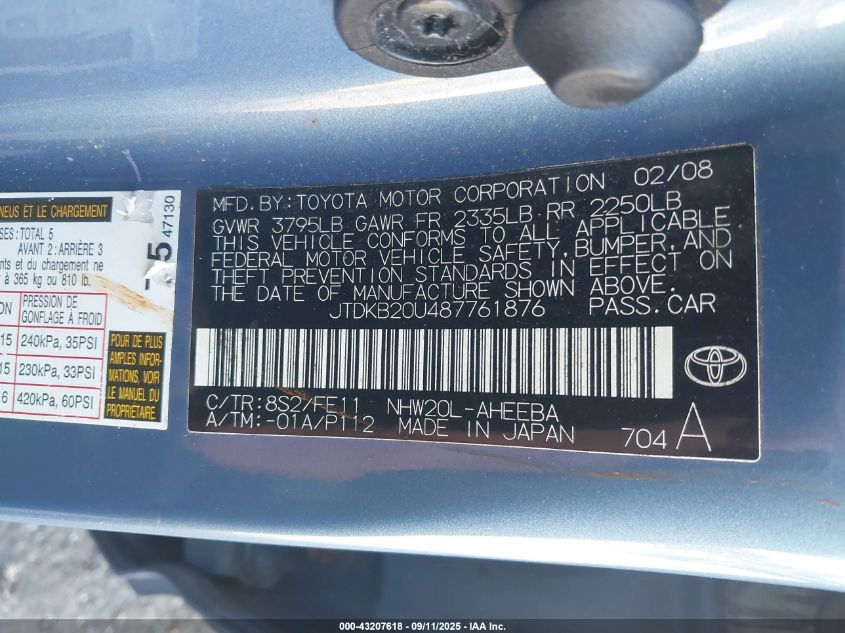 MFD. BY: TOYOTA MOTOR CORPORATION 02/08
GVWR 3795LB GAWR FR 2335LB RR 2250LB
THIS VEHICLE CONFORMS TO ALL APPLICABLE
FEDERAL MOTOR VEHICLE SAFETY, BUMPER, AND
THEFT PREVENTION STANDARDS IN EFFECT ON
THE DATE OF MANUFACTURE SHOWN ABOVE.
JTDKB20U487761876 PASS. CAR
C/TR: 8S2/FE11 NHW20L-AHEEBA
A/TM: -01A/P112 MADE IN JAPAN 704 A
NEUS ET LE CHARGEMENT
TOTAL 5
AVANT 2: ARRIÈRE 3
et du chargement ne
à 365 kg ou 810 lb.
PRESSION DE
GONFLAGE À FROID
15 240kPa, 35PSI
15 230kPa, 33PSI
6 420kPa, 60PSI
POUR DE PLUS
AMPLES INFOR-
MATIONS, VOIR
LE MANUEL DU
PROPRIÉTAIRE
5
47130
000-43207618 - 09/11/2025 - IAA Inc.